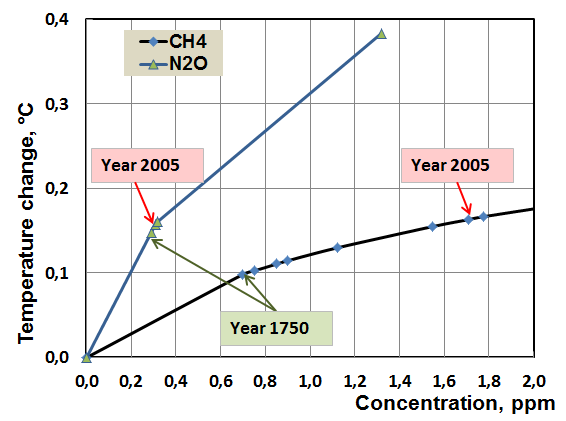 0,4
CH4
N2O
0,3
Temperature change, °C
Year 2005
Year 2005
0,2
0,1
Year 1750
0,0
0,0 0,2 0,4 0,6 0,8 1,0 1,2 1,4 1,6 1,8 2,0
Concentration, ppm